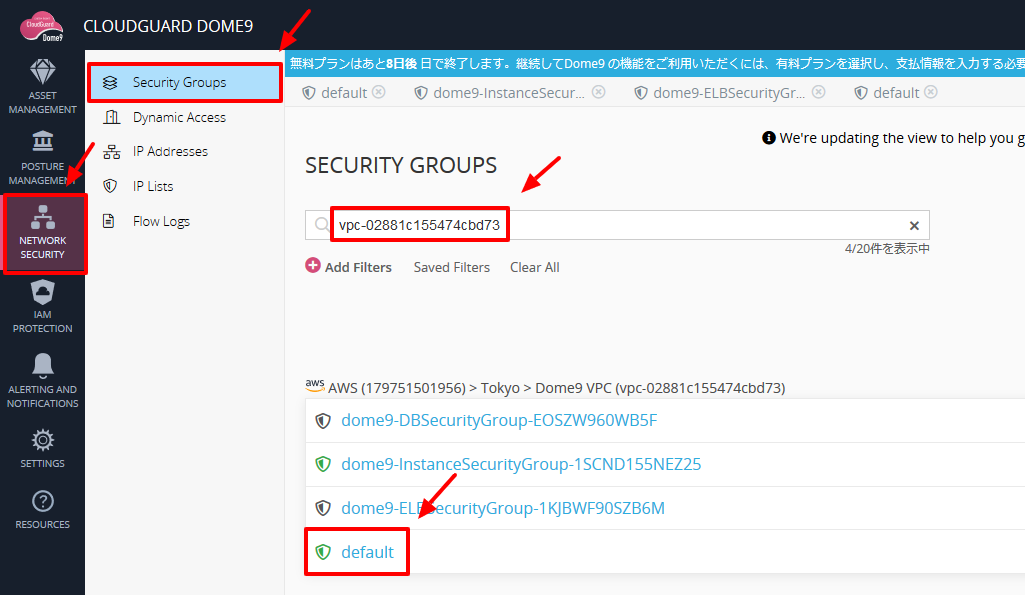 CloudGuard
Dome9
CLOUDGUARD DOME9
ASSET
MANAGEMENT
POSTURE
MANAGEMENT
NETWORK
SECURITY
IAM
PROTECTION
ALERTING AND
NOTIFICATIONS
SETTINGS
RESOURCES
Security Groups
Dynamic Access
IP Addresses
IP Lists
Flow Logs
無料プランはあと8日後 日で終了します。継続してDome9 の機能をご利用いただくには、有料プランを選択し、支払情報を入力する必要
default
dome9-InstanceSecur...
dome9-ELBSecurityGr...
default
We're updating the view to help you g
SECURITY GROUPS
vpc-02881c155474cbd73
4/20件を表示中
Add Filters
Saved Filters
Clear All
aws AWS (179751501956) > Tokyo > Dome9 VPC (vpc-02881c155474cbd73)
dome9-DBSecurityGroup-EOSZW960WB5F
dome9-InstanceSecurityGroup-1SCND155NEZ25
dome9-ELBSecurityGroup-1KJBWF90SZB6M
default